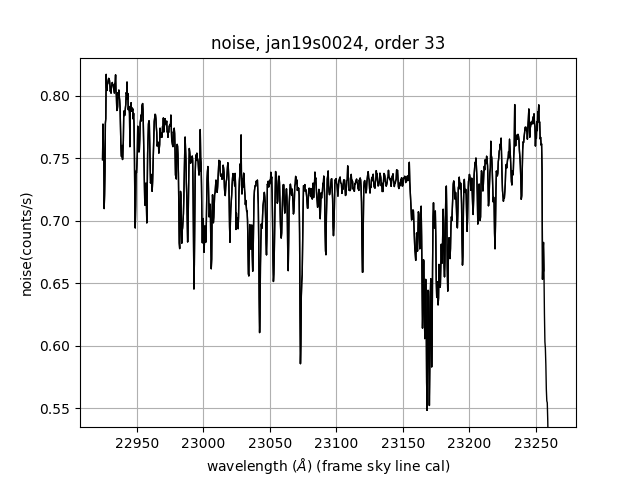 noise, jan19s0024, order 33
noise(counts/s)
0.80
0.75
0.70
0.65
0.60
0.55
22950 23000 23050 23100 23150 23200 23250
wavelength (Å) (frame sky line cal)